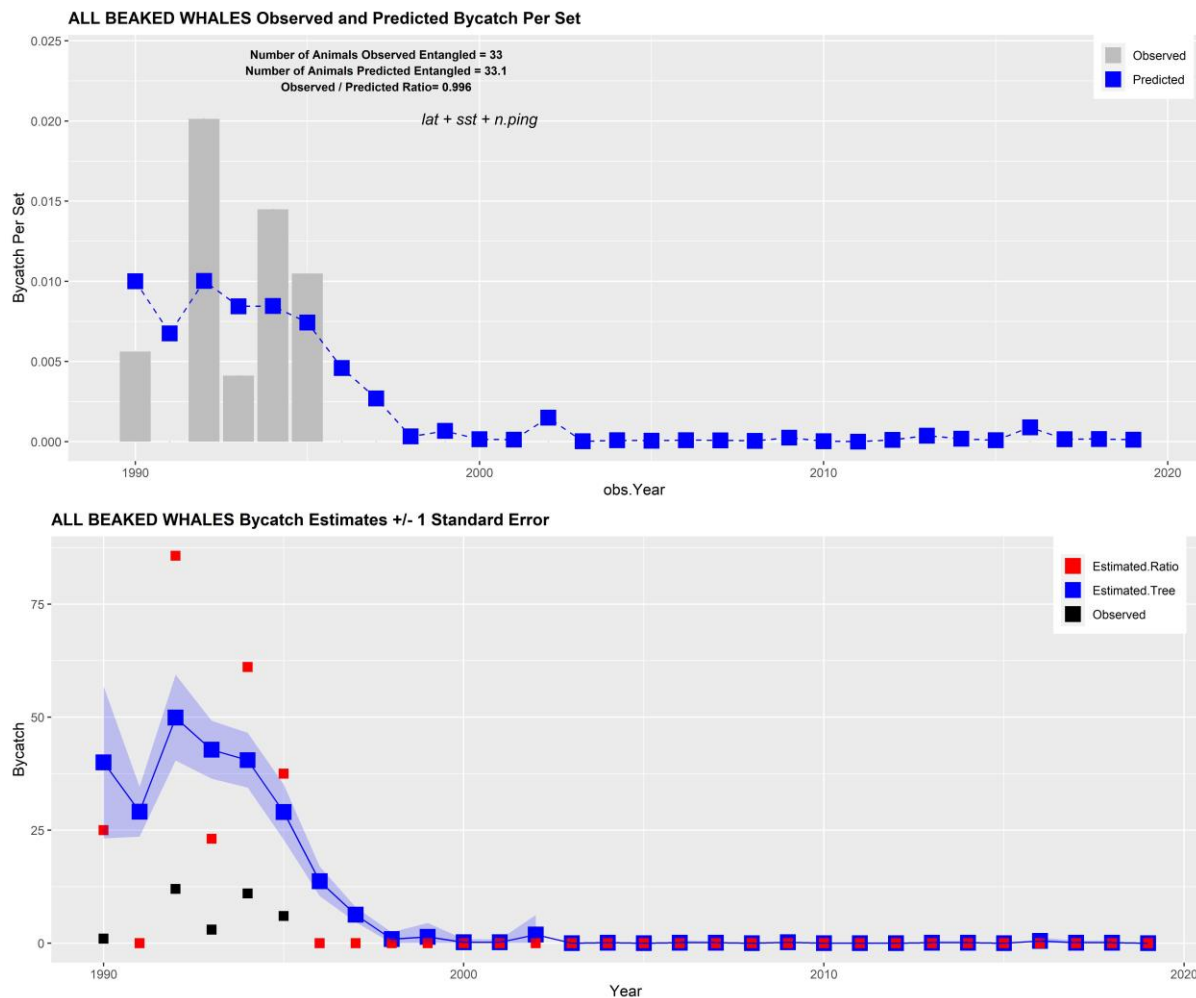 ALL BEAKED WHALES Observed and Predicted Bycatch Per Set
Number of Animals Observed Entangled = 33
Number of Animals Predicted Entangled = 33.1
Observed / Predicted Ratio= 0.996
lat + sst + n.ping
Observed
Predicted
Bycatch Per Set
0.025
0.020
0.015
0.010
0.005
0.000
1990
2000
2010
2020
obs.Year
ALL BEAKED WHALES Bycatch Estimates +/- 1 Standard Error
Estimated.Ratio
Estimated.Tree
Observed
Bycatch
75
50
25
0
1990
2000
2010
2020
Year